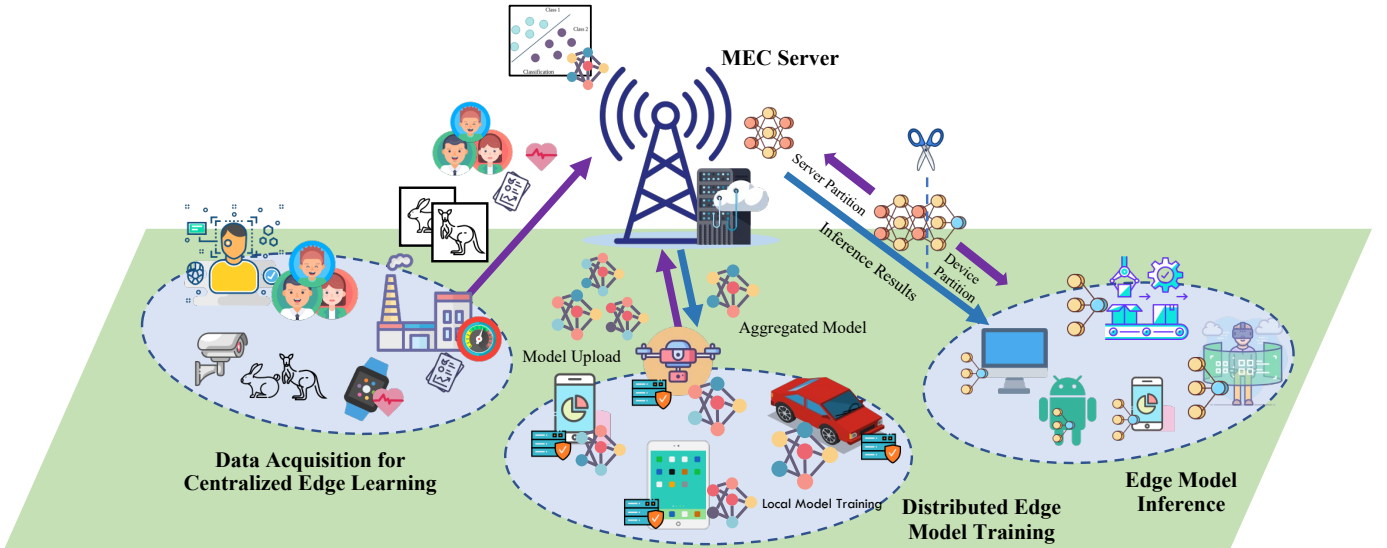 Class 1
Class 2
Classification
MEC Server
Server Partition
Inference Results
Device
Partition
Model Upload
Aggregated Model
Local Model Training
Data Acquisition for
Centralized Edge Learning
Distributed Edge
Model Training
Edge Model
Inference